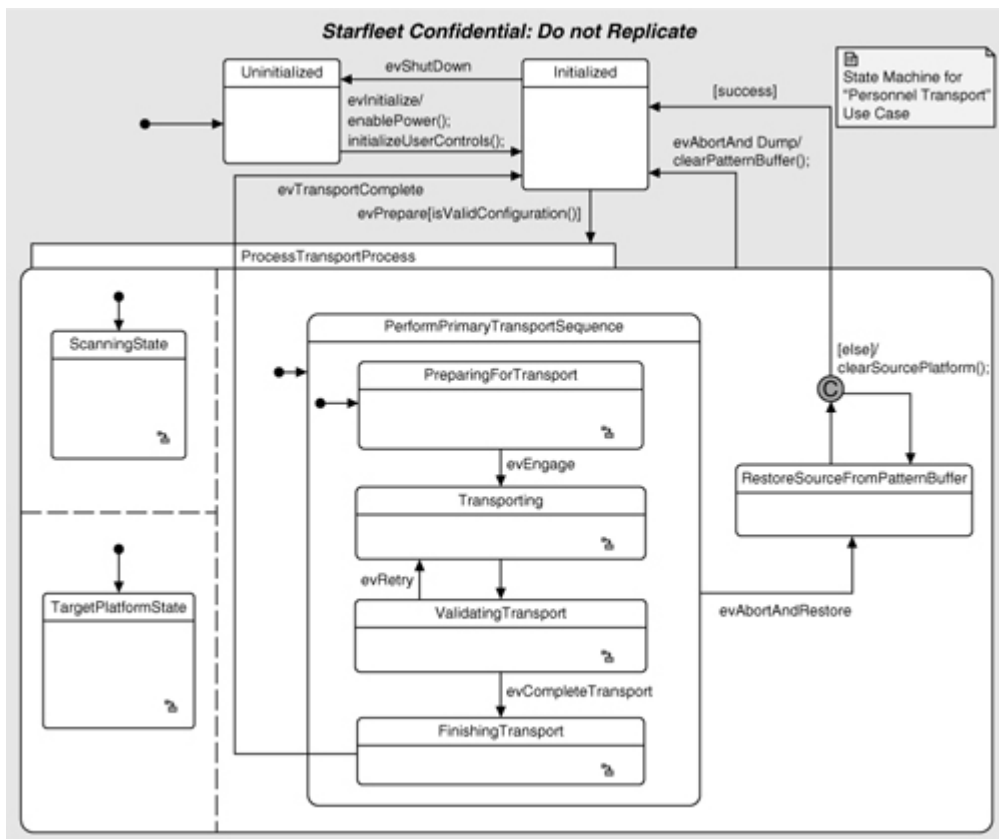 Starfleet Confidential: Do not Replicate
Uninitialized
evShutDown
Initialized
State Machine for
"Personnel Transport"
Use Case
[success]
evInitialize/
enablePower();
initializeUserControls();
evAbortAnd Dump/
clearPatternBuffer();
evTransportComplete
evPrepare[isValidConfiguration()]
ProcessTransportProcess
ScanningState
PerformPrimaryTransportSequence
PreparingForTransport
[else]/
clearSourcePlatform();
C
evEngage
RestoreSourceFromPatternBuffer
Transporting
evRetry
TargetPlatformState
ValidatingTransport
evAbortAndRestore
evCompleteTransport
FinishingTransport